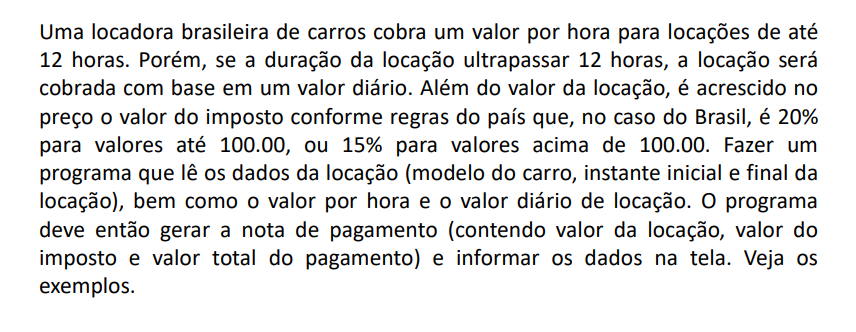 Uma locadora brasileira de carros cobra um valor por hora para locações de até
12 horas. Porém, se a duração da locação ultrapassar 12 horas, a locação será
cobrada com base em um valor diário. Além do valor da locação, é acrescido no
preço o valor do imposto conforme regras do país que, no caso do Brasil, é 20%
para valores até 100.00, ou 15% para valores acima de 100.00. Fazer um
programa que lê os dados da locação (modelo do carro, instante inicial e final da
locação), bem como o valor por hora e o valor diário de locação. O programa
deve então gerar a nota de pagamento (contendo valor da locação, valor do
imposto e valor total do pagamento) e informar os dados na tela. Veja os
exemplos.